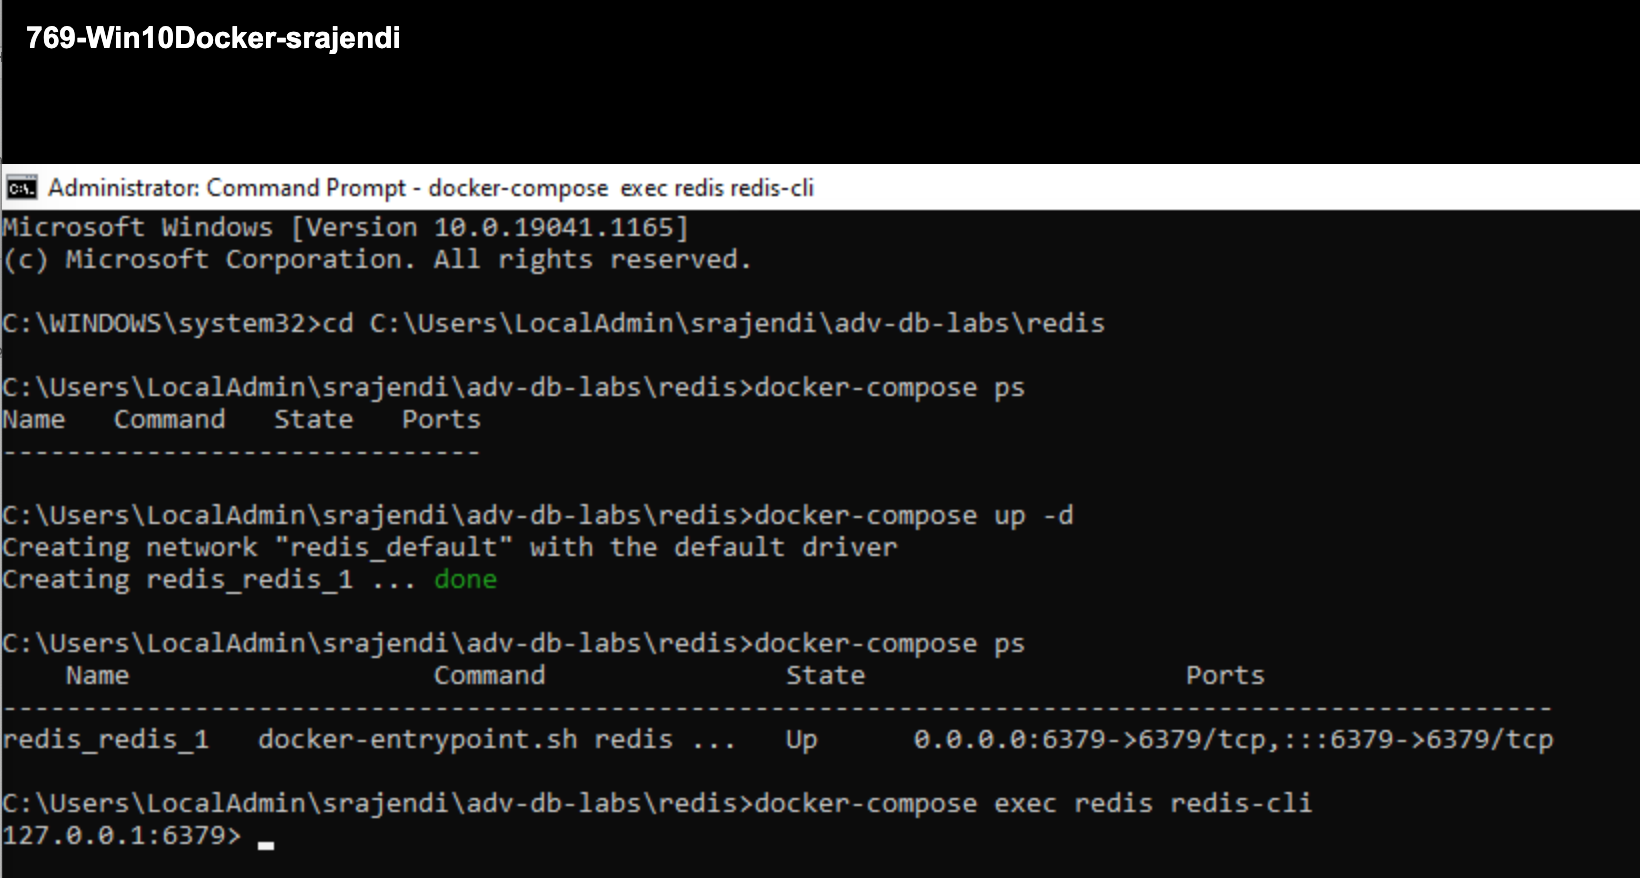 769-Win10Docker-srajendi
Administrator: Command Prompt - docker-compose  exec redis redis-cli
Microsoft Windows [Version 10.0.19041.1165]
(c) Microsoft Corporation. All rights reserved.
C:\WINDOWS\system32>cd C:\Users\LocalAdmin\srajendi\adv-db-labs\redis
C:\Users\LocalAdmin\srajendi\adv-db-labs\redis>docker-compose ps
Name   Command   State   Ports
------------------------------
C:\Users\LocalAdmin\srajendi\adv-db-labs\redis>docker-compose up -d
Creating network "redis_default" with the default driver
Creating redis_redis_1 ... done
C:\Users\LocalAdmin\srajendi\adv-db-labs\redis>docker-compose ps
    Name                   Command               State                    Ports
-------------------------------------------------------------------------------------------------
redis_redis_1   docker-entrypoint.sh redis ...   Up      0.0.0.0:6379->6379/tcp,:::6379->6379/tcp
C:\Users\LocalAdmin\srajendi\adv-db-labs\redis>docker-compose exec redis redis-cli
127.0.0.1:6379>